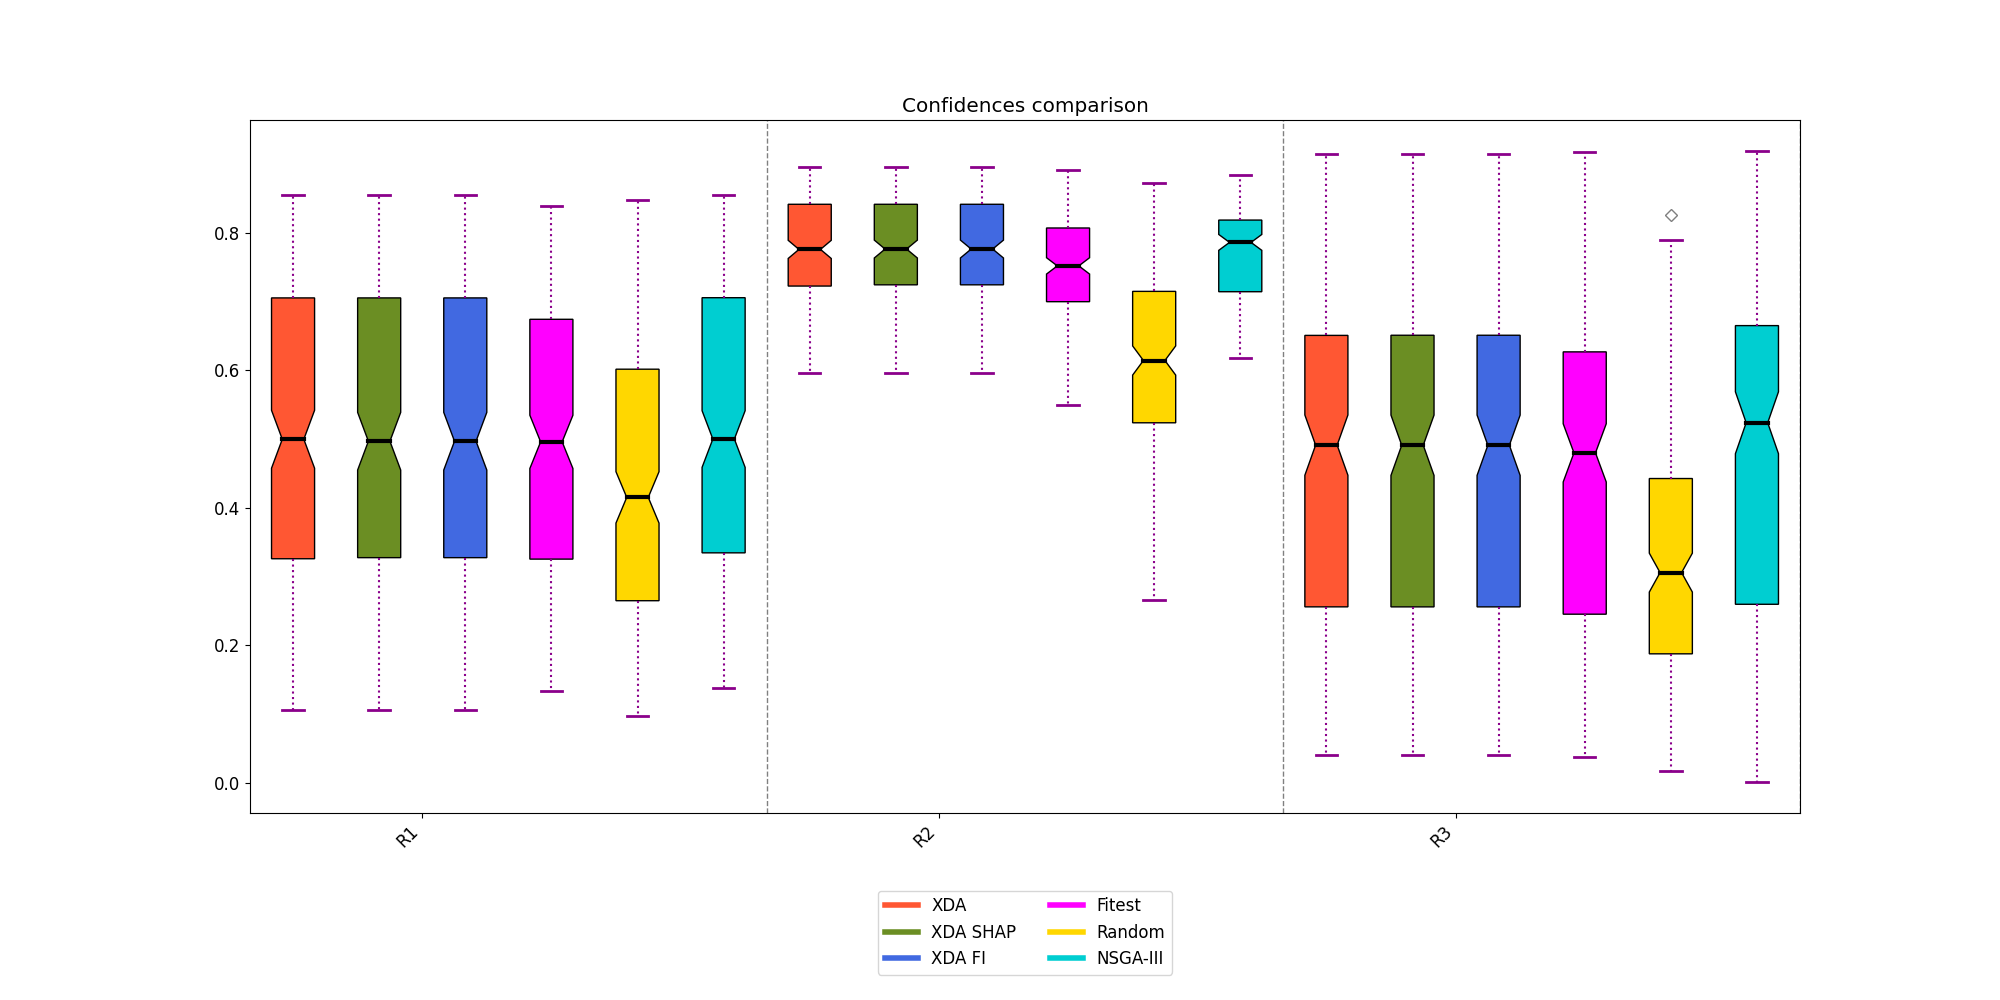 Confidences comparison
0.8
0.6
0.4
0.2
0.0
R1
R2
R3
XDA
XDA SHAP
XDA FI
Fitest
Random
NSGA-III